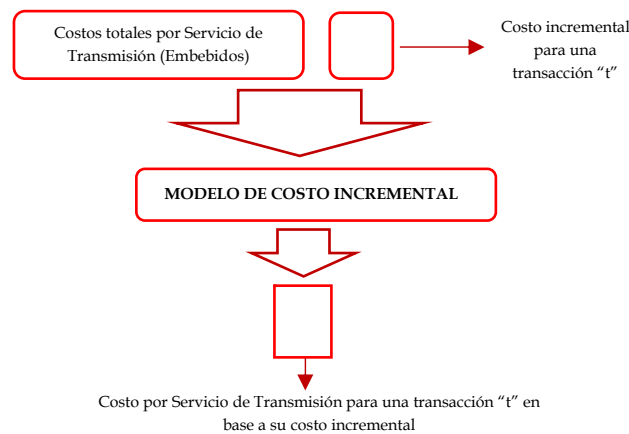 Costos totales por Servicio de
Transmisión (Embebidos)
Costo incremental
para una
transacción “t”
MODELO DE COSTO INCREMENTAL
Costo por Servicio de Transmisión para una transacción “t” en
base a su costo incremental